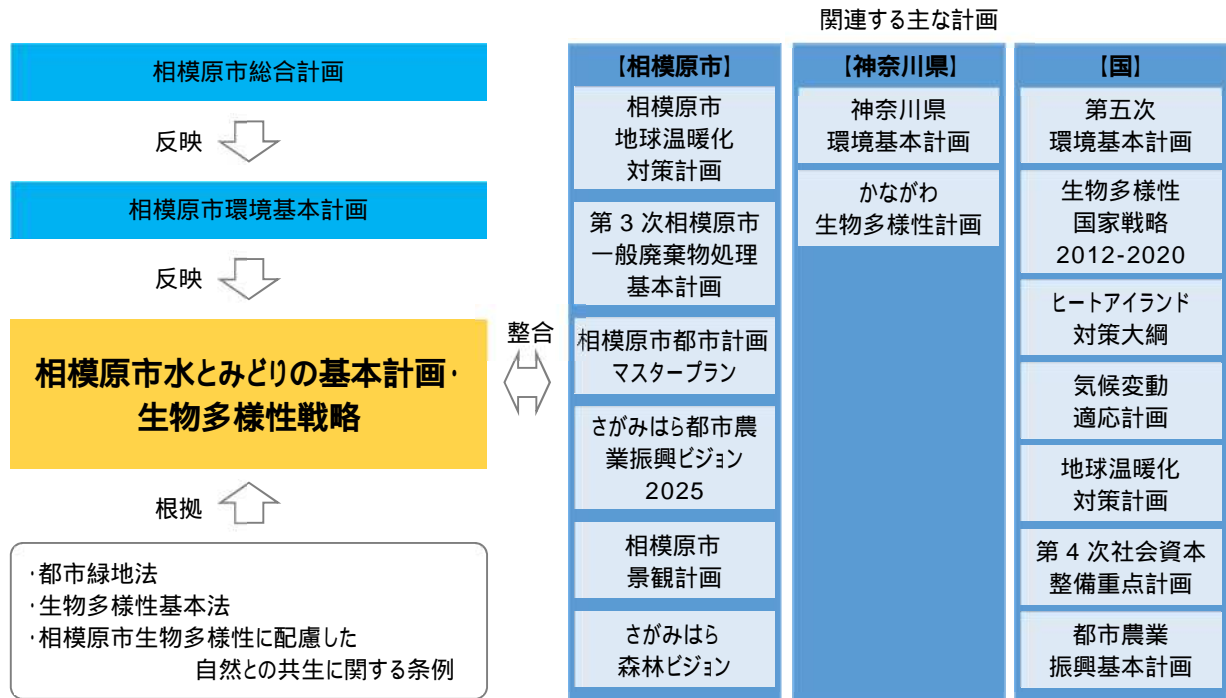 関連する主な計画
相模原市総合計画
反映
相模原市環境基本計画
反映
相模原市水とみどりの基本計画・
生物多様性戦略
根拠
・都市緑地法
・生物多様性基本法
・相模原市生物多様性に配慮した
自然との共生に関する条例
整合
【相模原市】
相模原市
地球温暖化
対策計画
第3次相模原市
一般廃棄物処理
基本計画
相模原市都市計画
マスタープラン
さがみはら都市農
業振興ビジョン
2025
相模原市
景観計画
さがみはら
森林ビジョン
【神奈川県】
神奈川県
環境基本計画
かながわ
生物多様性計画
【国】
第五次
環境基本計画
生物多様性
国家戦略
2012-2020
ヒートアイランド
対策大綱
気候変動
適応計画
地球温暖化
対策計画
第4次社会資本
整備重点計画
都市農業
振興基本計画